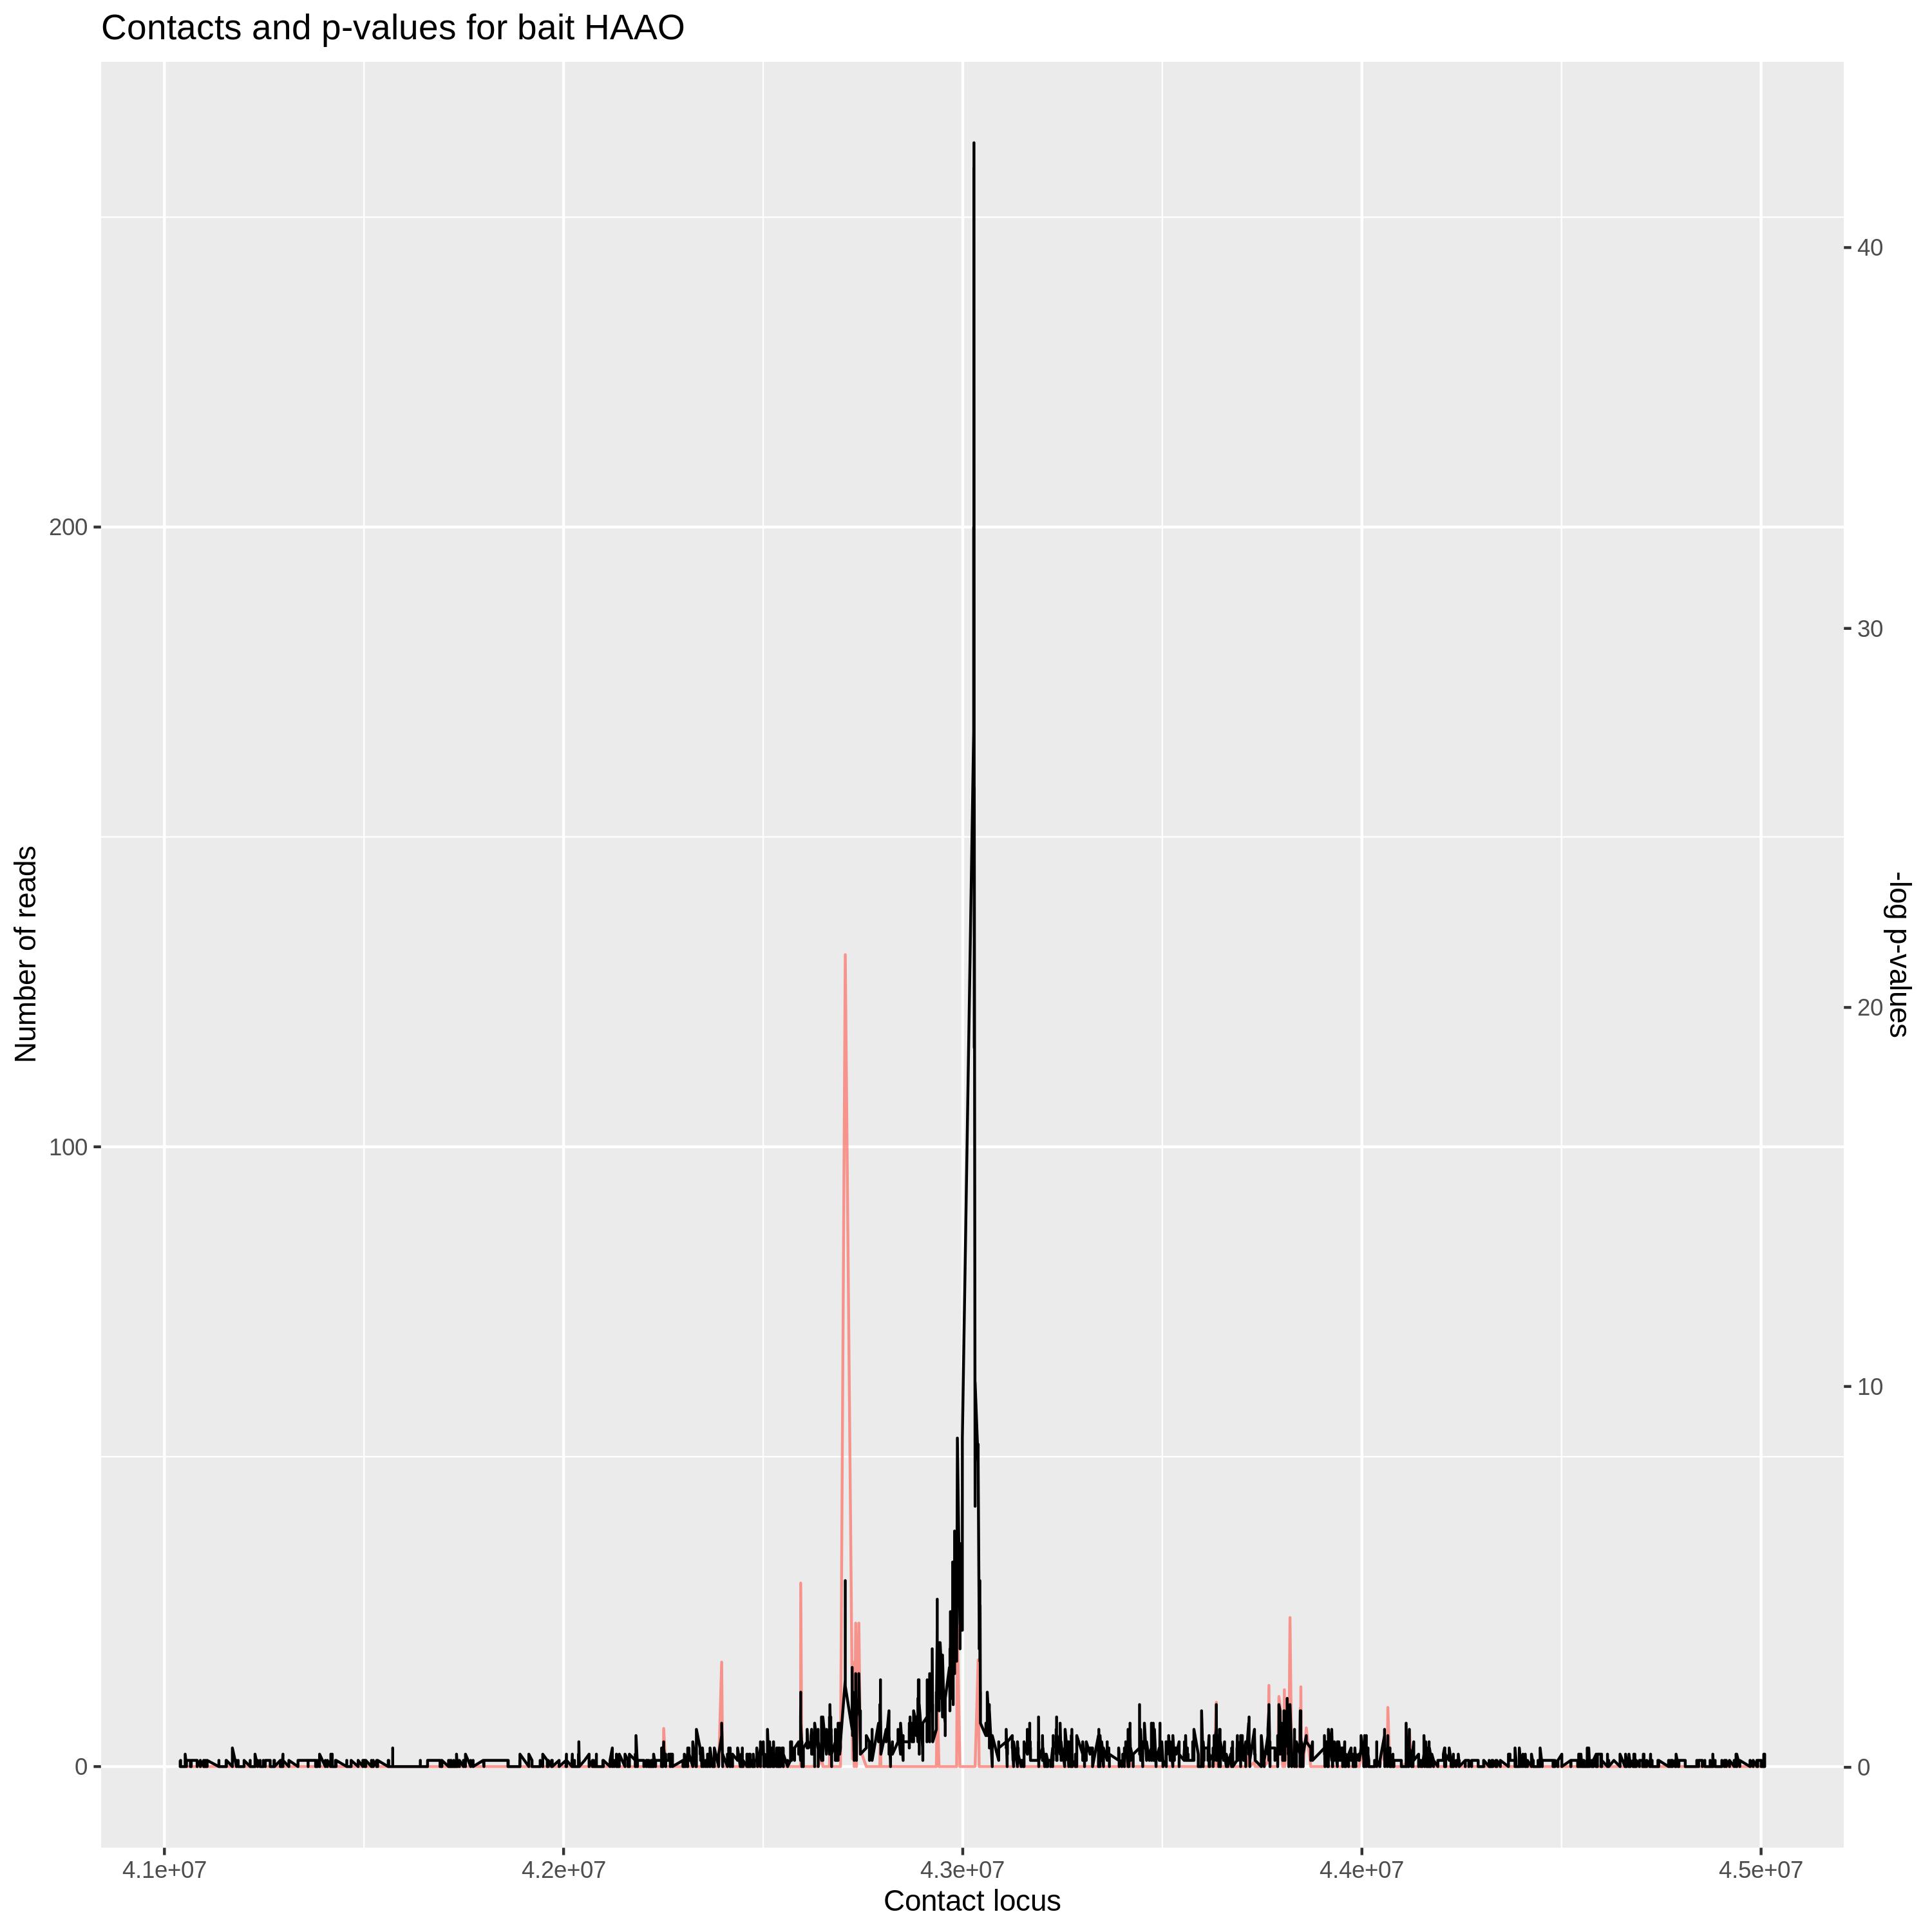 Contacts and p-values for bait HAAO
Number of reads
200
100
0
40
30
20
10
0
-log p-values
4.1e+07
4.2e+07
4.3e+07
4.4e+07
4.5e+07
Contact locus